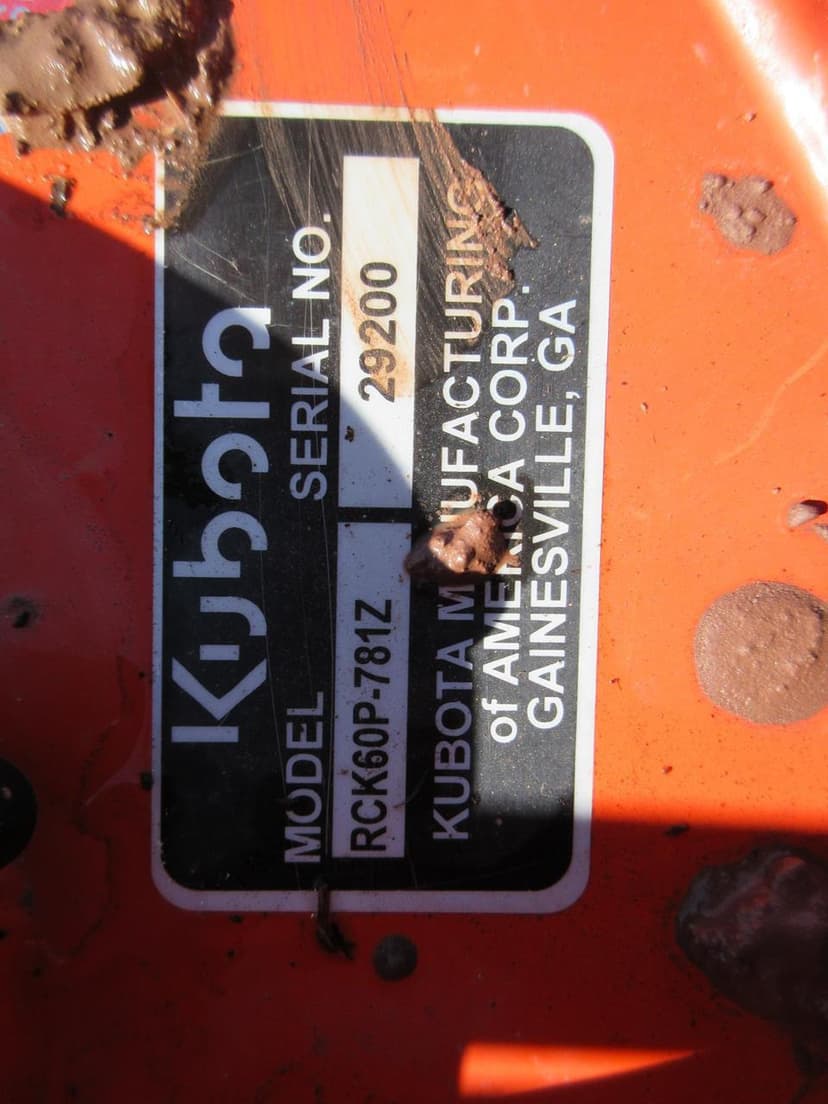 Kubota
MODEL SERIAL NO.
RCK60P-781Z 29200
KUBOTA MANUFACTURING
of AMERICA CORP.
GAINESVILLE, GA